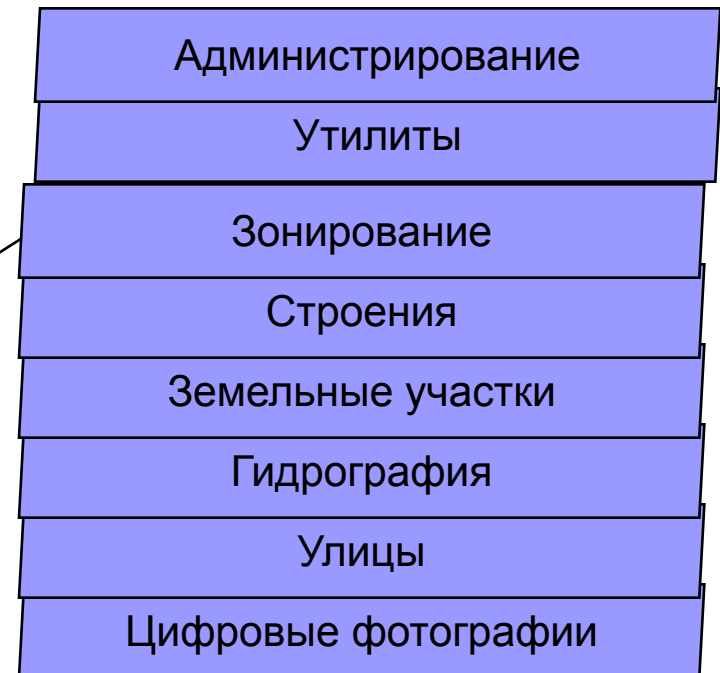 Администрирование
Утилиты
Зонирование
Строения
Земельные участки
Гидрография
Улицы
Цифровые фотографии